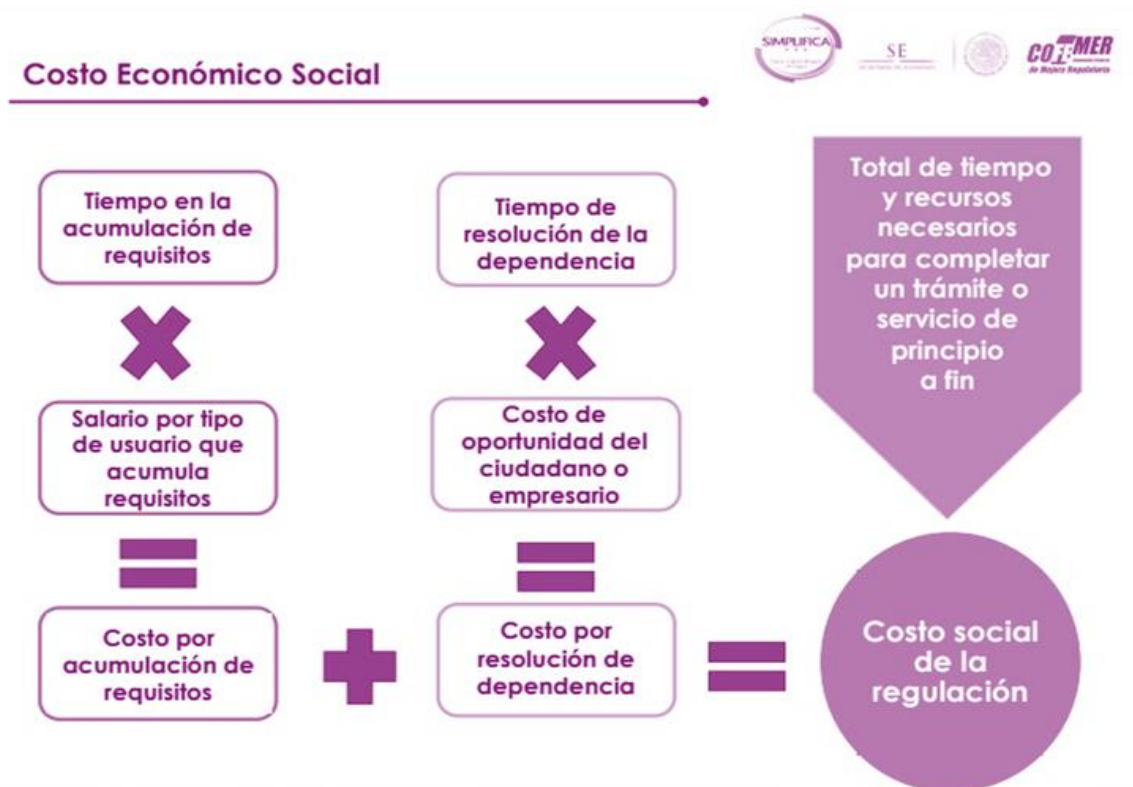 SIMPLIFICA
SE
COFEMER
de Mejora Regulatoria
Costo Económico Social
Tiempo en la
acumulación de
requisitos
Salario por tipo
de usuario que
acumula
requisitos
Costo por
acumulación de
requisitos
Tiempo de
resolución de la
dependencia
Costo de
oportunidad del
ciudadano o
empresario
Costo por
resolución de
dependencia
Total de tiempo
y recursos
necesarios
para completar
un trámite o
servicio de
principio
a fin
Costo social
de la
regulación